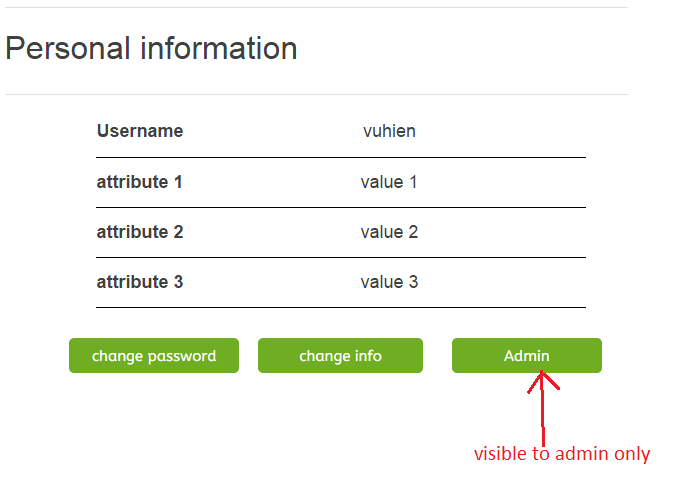 Personal information
Username vuhien
attribute 1 value 1
attribute 2 value 2
attribute 3 value 3
change password change info Admin
visible to admin only